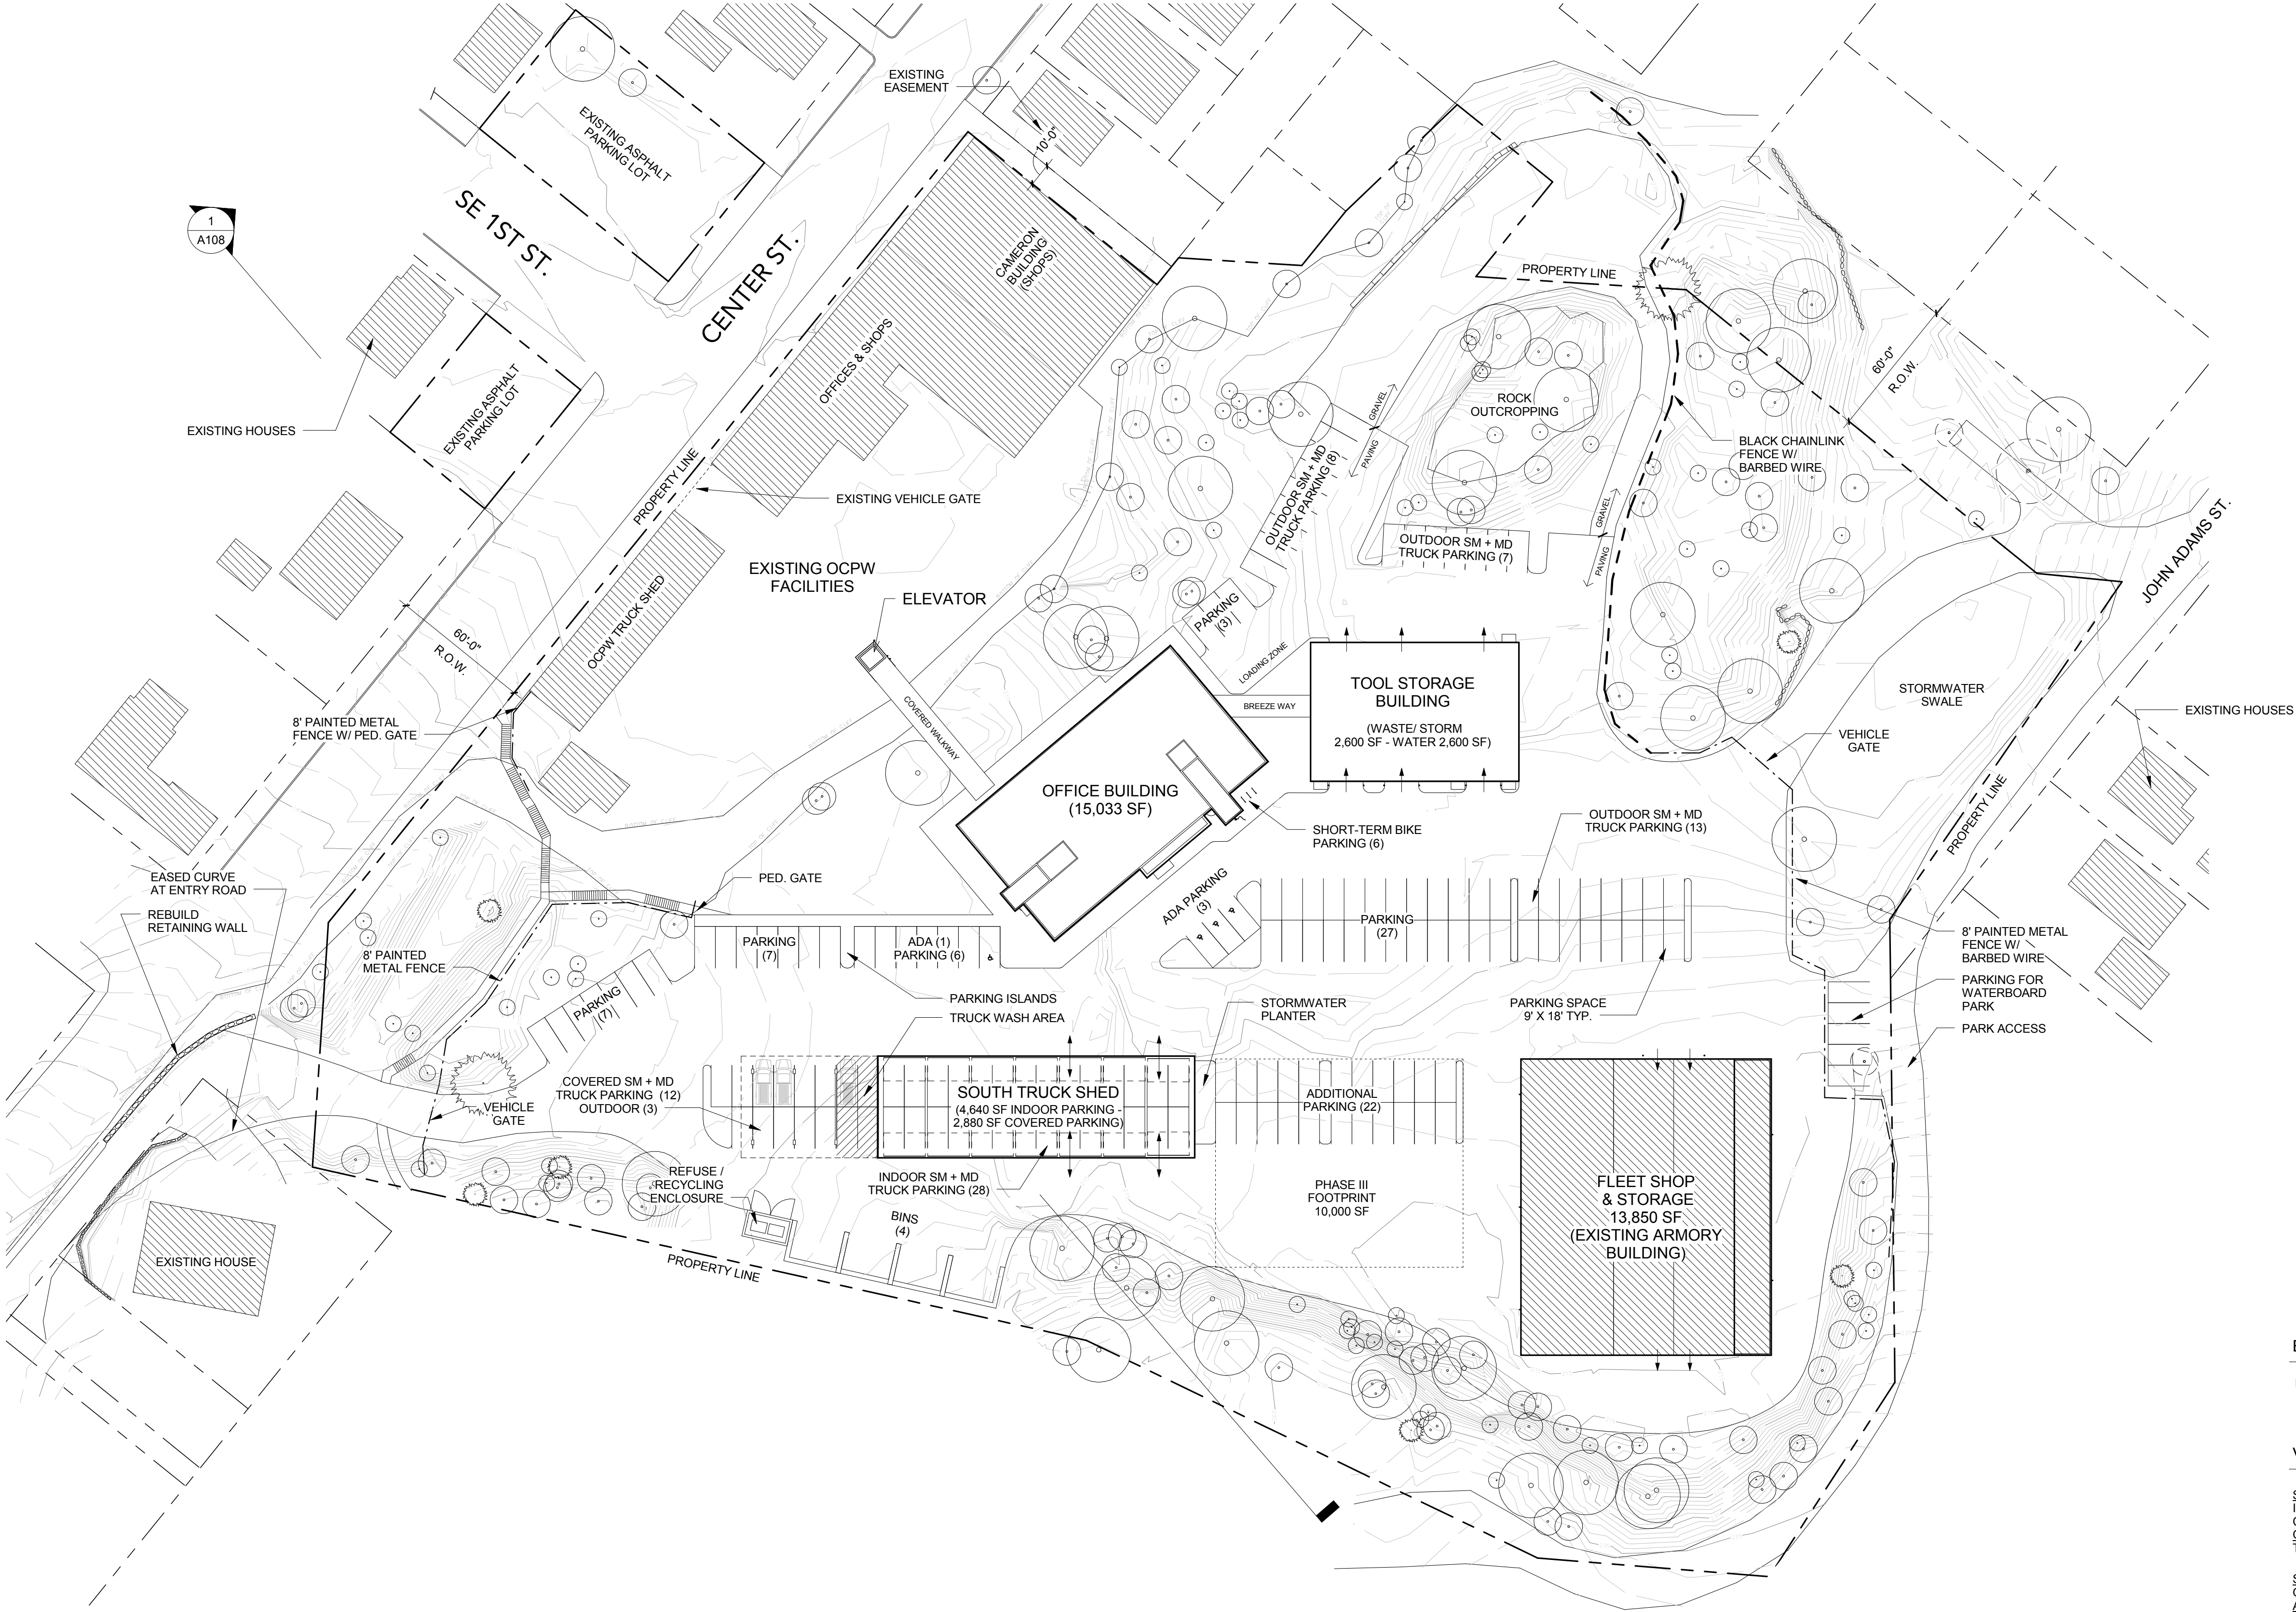 EXISTING
EASEMENT
10'-0"
EXISTING ASPHALT
PARKING LOT
1
A108
SE 1ST ST.
CENTER ST.
CAMERON
BUILDING
(SHOPS)
OFFICES & SHOPS
PROPERTY LINE
EXISTING HOUSES
EXISTING ASPHALT
PARKING LOT
PROPERTY LINE
EXISTING VEHICLE GATE
GRAVEL
PAVING
ROCK
OUTCROPPING
60'-0"
R.O.W.
BLACK CHAINLINK
FENCE W/
BARBED WIRE
OUTDOOR SM + MD
TRUCK PARKING (8)
OUTDOOR SM + MD
TRUCK PARKING (7)
GRAVEL
PAVING
JOHN ADAMS ST.
EXISTING OCPW
FACILITIES
OCPW TRUCK SHED
ELEVATOR
PARKING
(3)
LOADING ZONE
60'-0"
R.O.W.
COVERED WALKWAY
BREEZE WAY
TOOL STORAGE
BUILDING
(WASTE/ STORM
2,600 SF - WATER 2,600 SF)
STORMWATER
SWALE
EXISTING HOUSES
8' PAINTED METAL
FENCE W/ PED. GATE
VEHICLE
GATE
OFFICE BUILDING
(15,033 SF)
PROPERTY LINE
SHORT-TERM BIKE
PARKING (6)
OUTDOOR SM + MD
TRUCK PARKING (13)
EASED CURVE
AT ENTRY ROAD
PED. GATE
ADA PARKING
(3)
REBUILD
RETAINING WALL
PARKING
(27)
8' PAINTED
METAL FENCE
PARKING
(7)
ADA (1)
PARKING (6)
8' PAINTED METAL
FENCE W/
BARBED WIRE
PARKING
(7)
PARKING ISLANDS
TRUCK WASH AREA
STORMWATER
PLANTER
PARKING SPACE
9' X 18' TYP.
PARKING FOR
WATERBOARD
PARK
PARK ACCESS
COVERED SM + MD
TRUCK PARKING (12)
OUTDOOR (3)
VEHICLE
GATE
SOUTH TRUCK SHED
(4,640 SF INDOOR PARKING -
2,880 SF COVERED PARKING)
ADDITIONAL
PARKING (22)
REFUSE /
RECYCLING
ENCLOSURE
INDOOR SM + MD
TRUCK PARKING (28)
BINS
(4)
PHASE III
FOOTPRINT
10,000 SF
FLEET SHOP
& STORAGE
13,850 SF
(EXISTING ARMORY
BUILDING)
EXISTING HOUSE
PROPERTY LINE